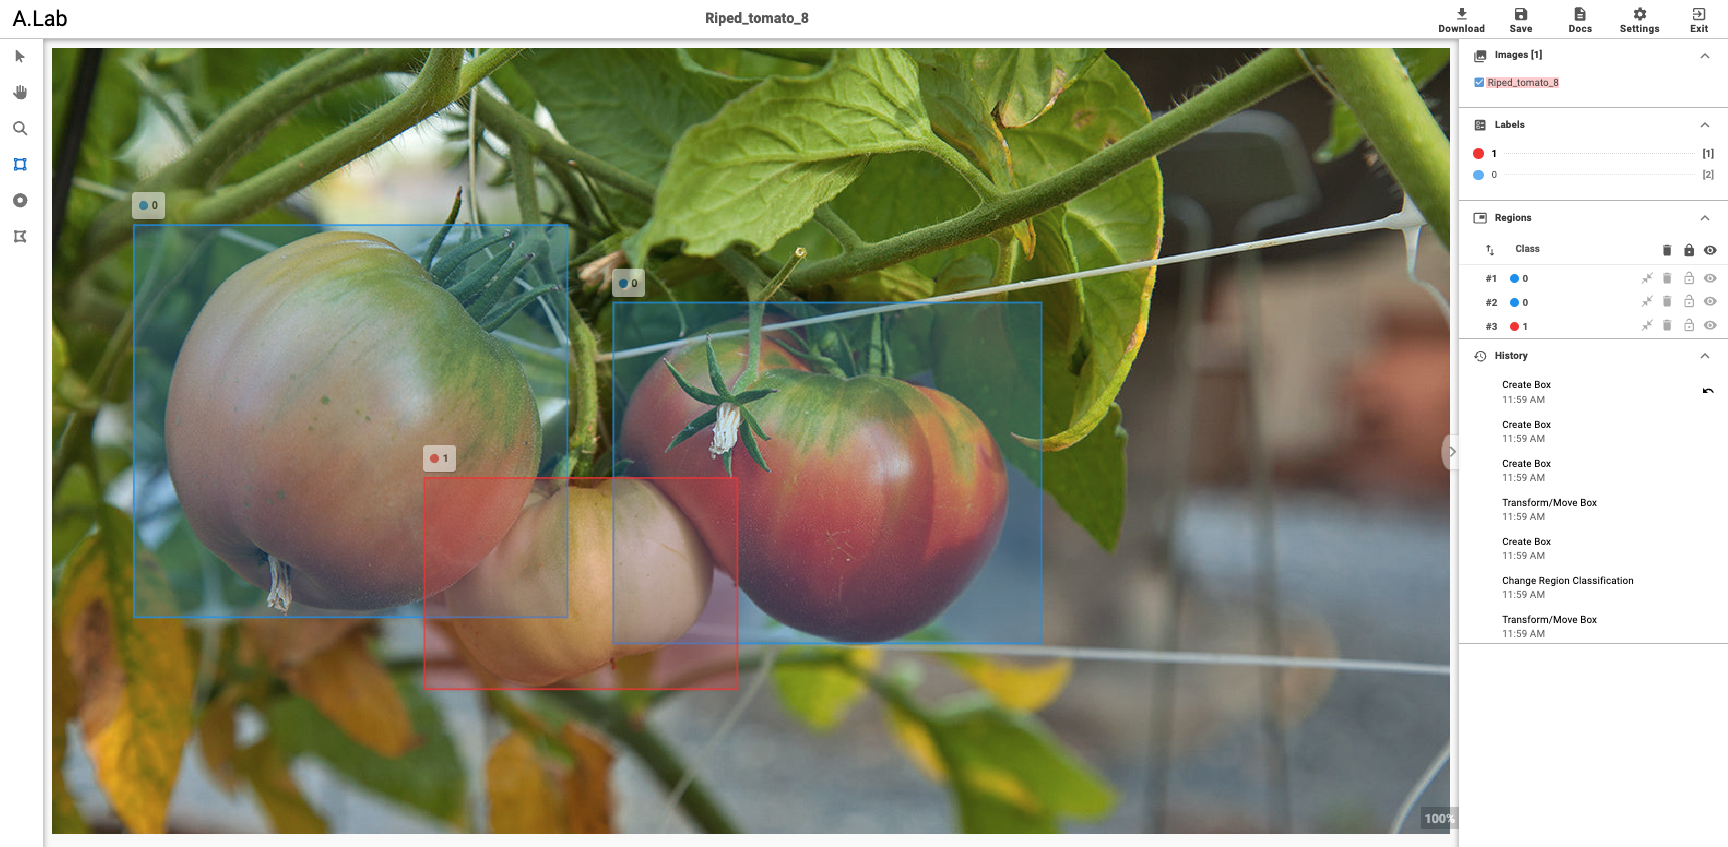 A.Lab
Riped_tomato_8
Download
Save
Docs
Settings
Exit
Images [1]
Riped_tomato_8
Labels
1 [1]
0 [2]
Regions
Class
#1 0
#2 0
#3 1
History
Create Box
11:59 AM
Create Box
11:59 AM
Create Box
11:59 AM
Transform/Move Box
11:59 AM
Create Box
11:59 AM
Change Region Classification
11:59 AM
Transform/Move Box
11:59 AM
0
0
1
100%